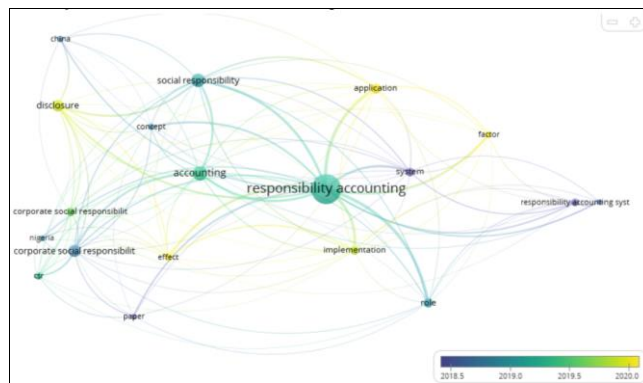 china
social responsibility
application
disclosure
concept
factor
accounting
system
responsibility accounting
responsibility accounting syst
corporate social responsibilit
nigeria
corporate social responsibilit
effect
implementation
csr
role
paper
2018.5 2019.0 2019.5 2020.0